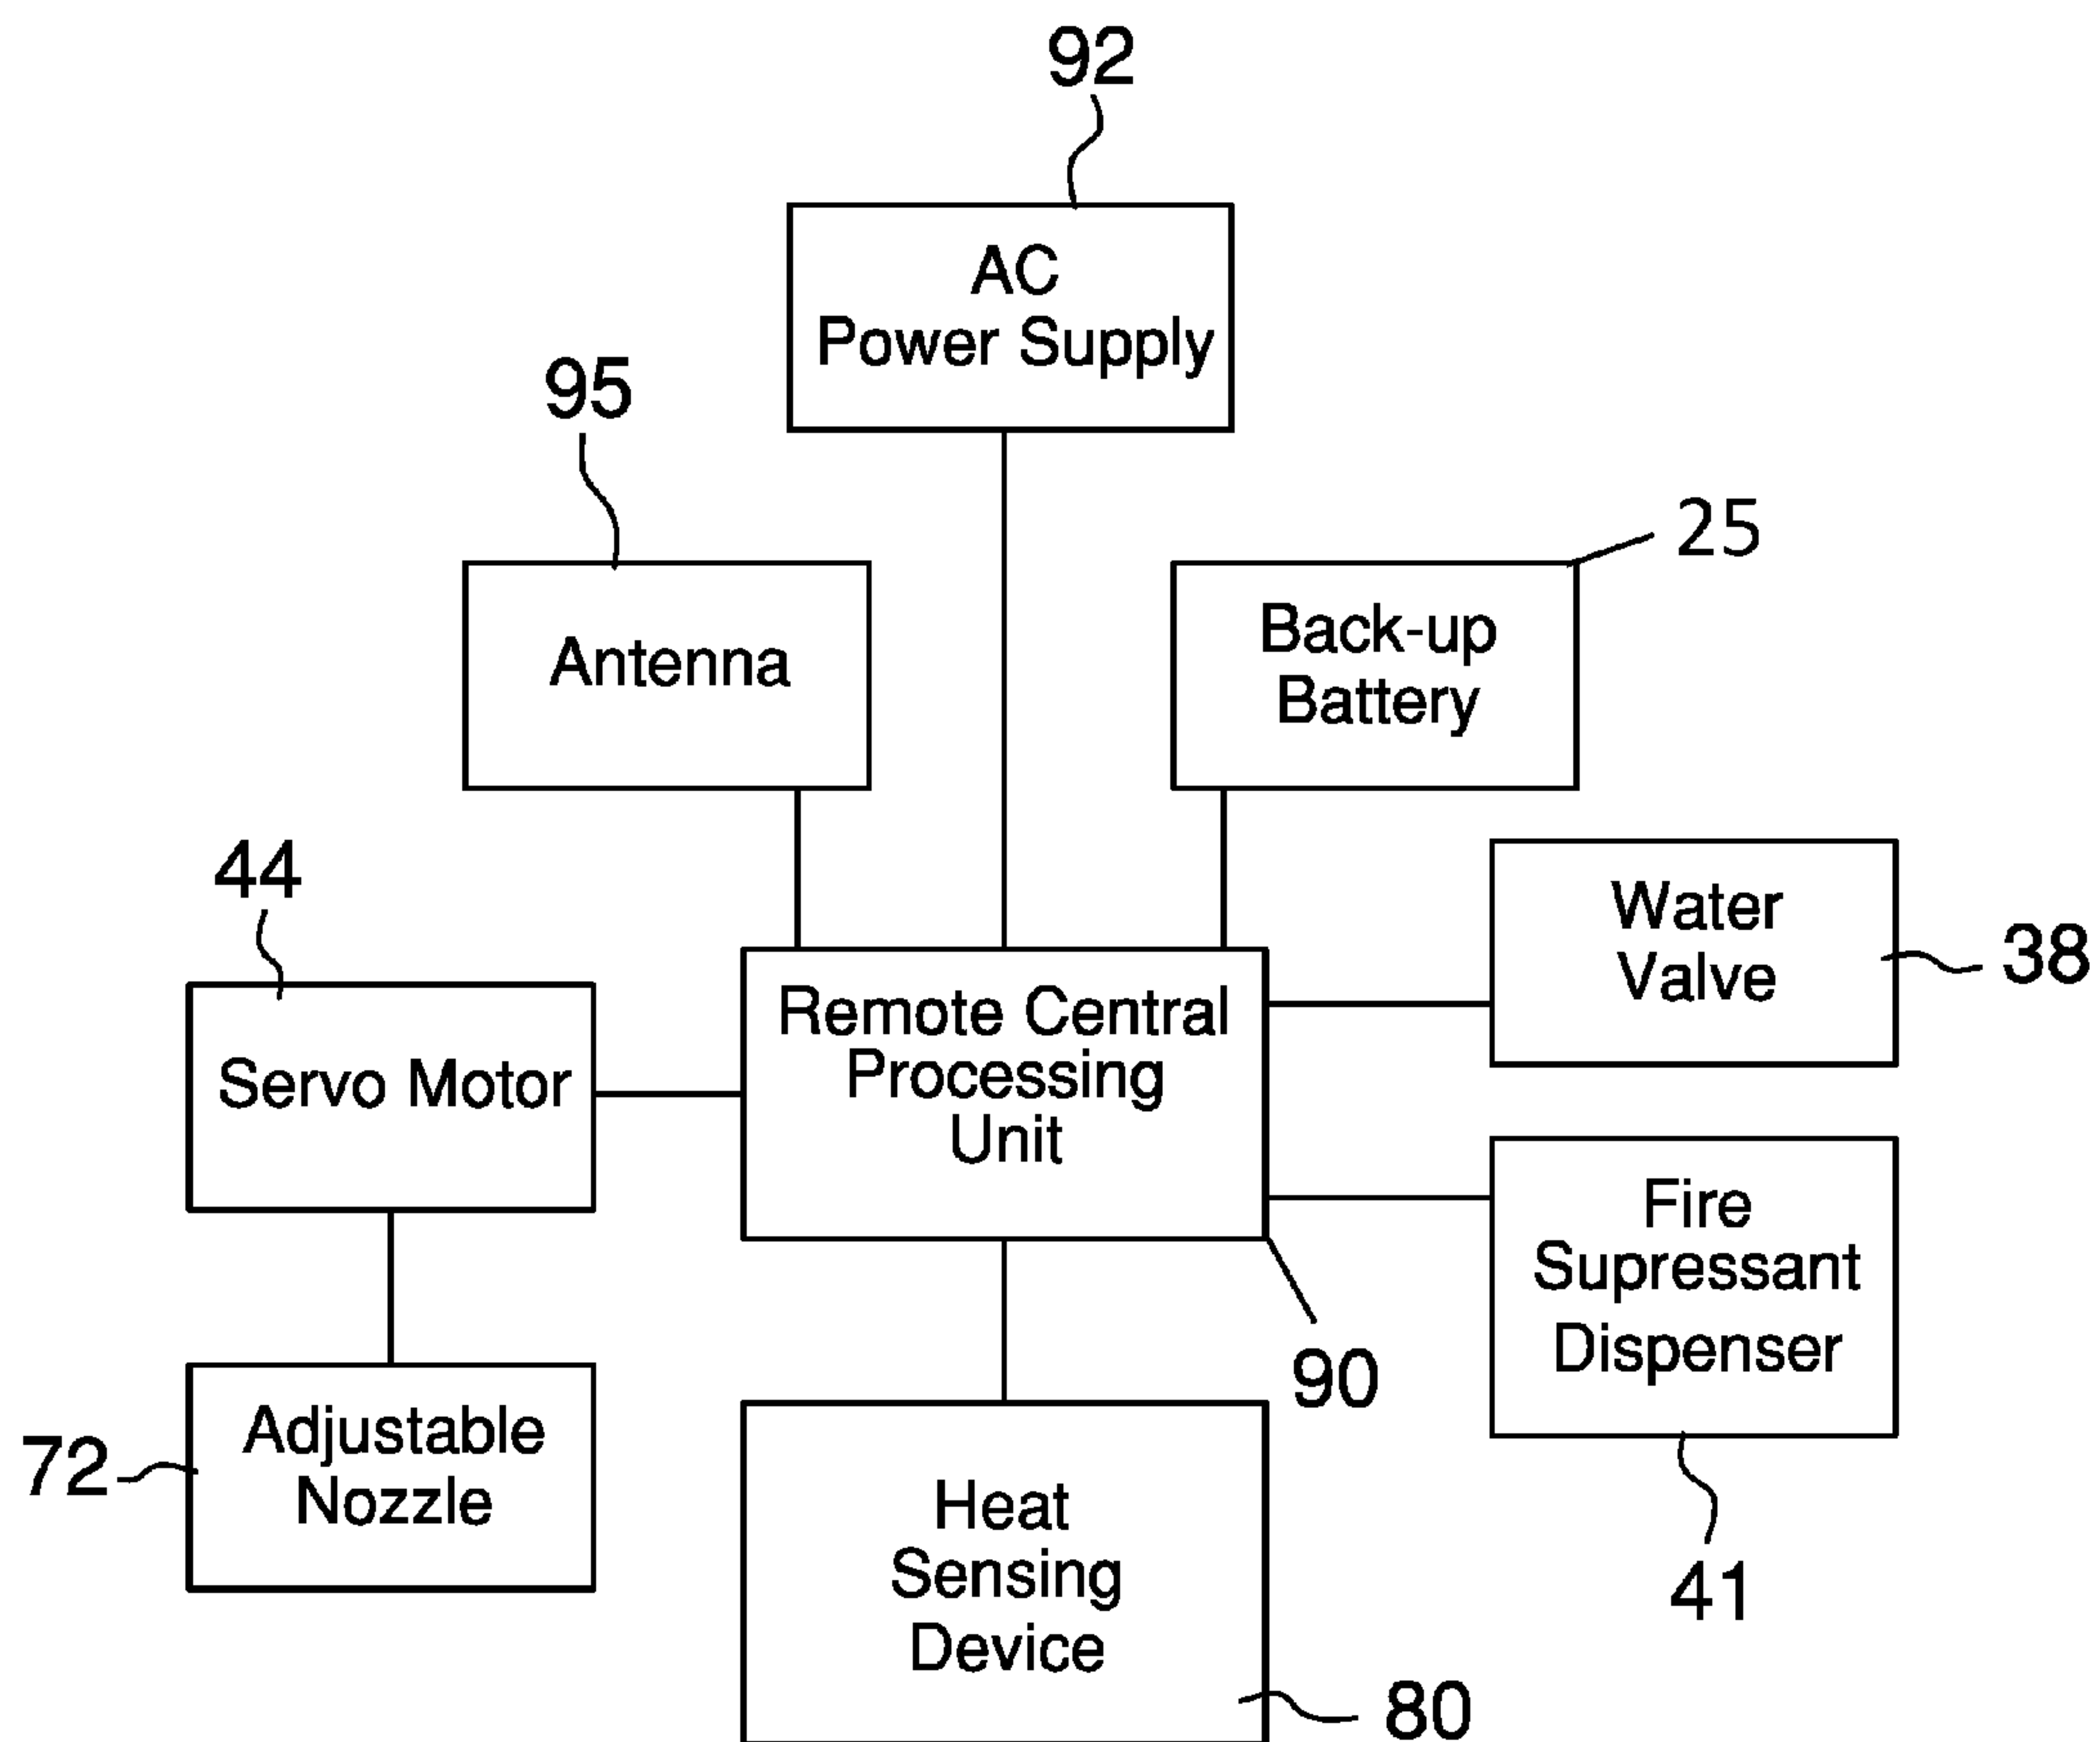 92
AC
Power Supply
95
Antenna
25
Back-up
Battery
44
Servo Motor
Remote Central
Processing
Unit
Water
Valve
38
Fire
Supressant
Dispenser
90
41
72
Adjustable
Nozzle
Heat
Sensing
Device
80